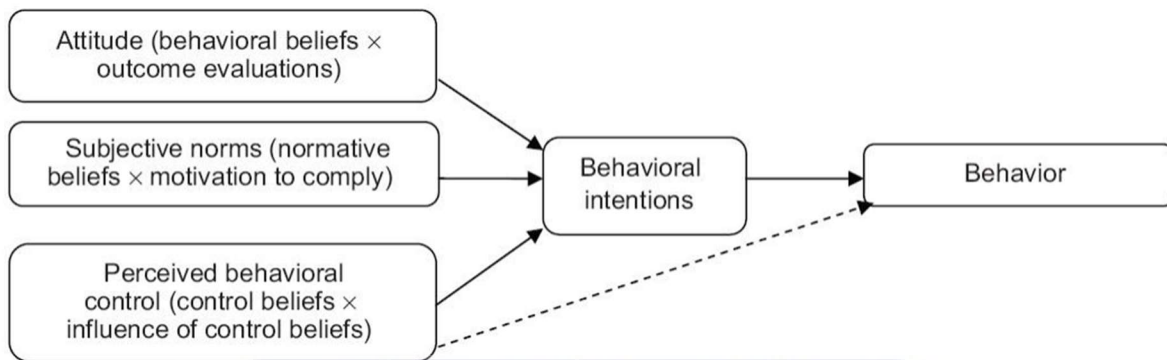 Attitude (behavioral beliefs ×
outcome evaluations)
Subjective norms (normative
beliefs × motivation to comply)
Perceived behavioral
control (control beliefs ×
influence of control beliefs)
Behavioral
intentions
Behavior